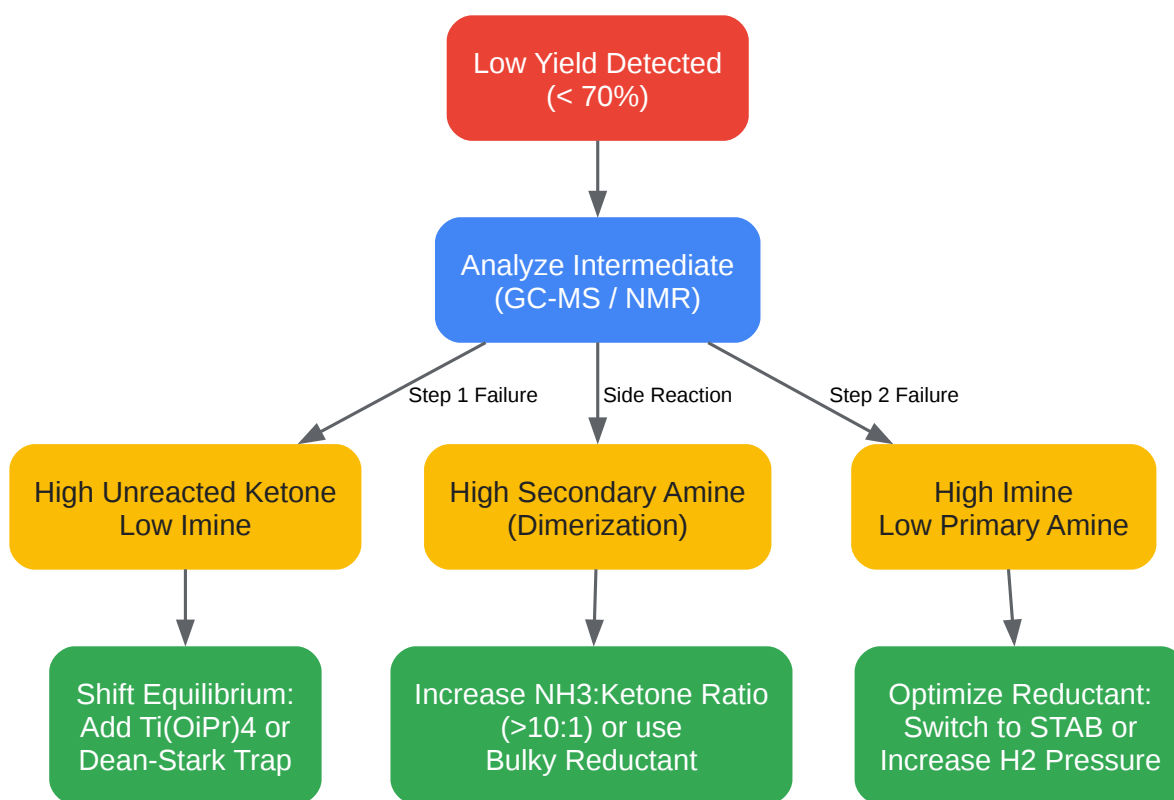 Low Yield Detected
(< 70%)
Analyze Intermediate
(GC-MS / NMR)
Step 1 Failure
Side Reaction
Step 2 Failure
High Unreacted Ketone
Low Imine
High Secondary Amine
(Dimerization)
High Imine
Low Primary Amine
Shift Equilibrium:
Add Ti(OiPr)4 or
Dean-Stark Trap
Increase NH3:Ketone Ratio
(>10:1) or use
Bulky Reductant
Optimize Reductant:
Switch to STAB or
Increase H2 Pressure